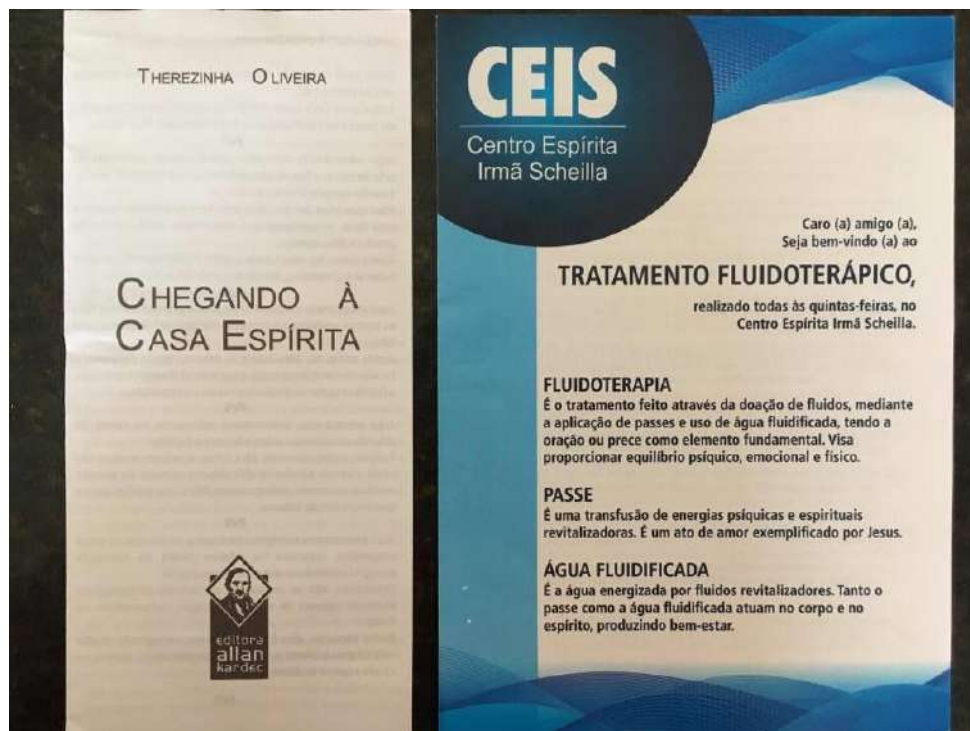 THEREZINHA OLIVEIRA
CHEGANDO À
CASA ESPÍRITA
editora
allan
kardec
CEIS
Centro Espírita
Irmã Scheilla
Caro (a) amigo (a),
Seja bem-vindo (a) ao
TRATAMENTO FLUIDOTERÁPICO,
realizado todas às quintas-feiras, no
Centro Espírita Irmã Scheilla.
FLUIDOTERAPIA
É o tratamento feito através da doação de fluidos, mediante
a aplicação de passes e uso de água fluidificada, tendo a
oração ou prece como elemento fundamental. Visa
proporcionar equilíbrio psíquico, emocional e físico.
PASSE
É uma transfusão de energias psíquicas e espirituais
revitalizadoras. É um ato de amor exemplificado por Jesus.
ÁGUA FLUIDIFICADA
É a água energizada por fluidos revitalizadores. Tanto o
passe como a água fluidificada atuam no corpo e no
espírito, produzindo bem-estar.